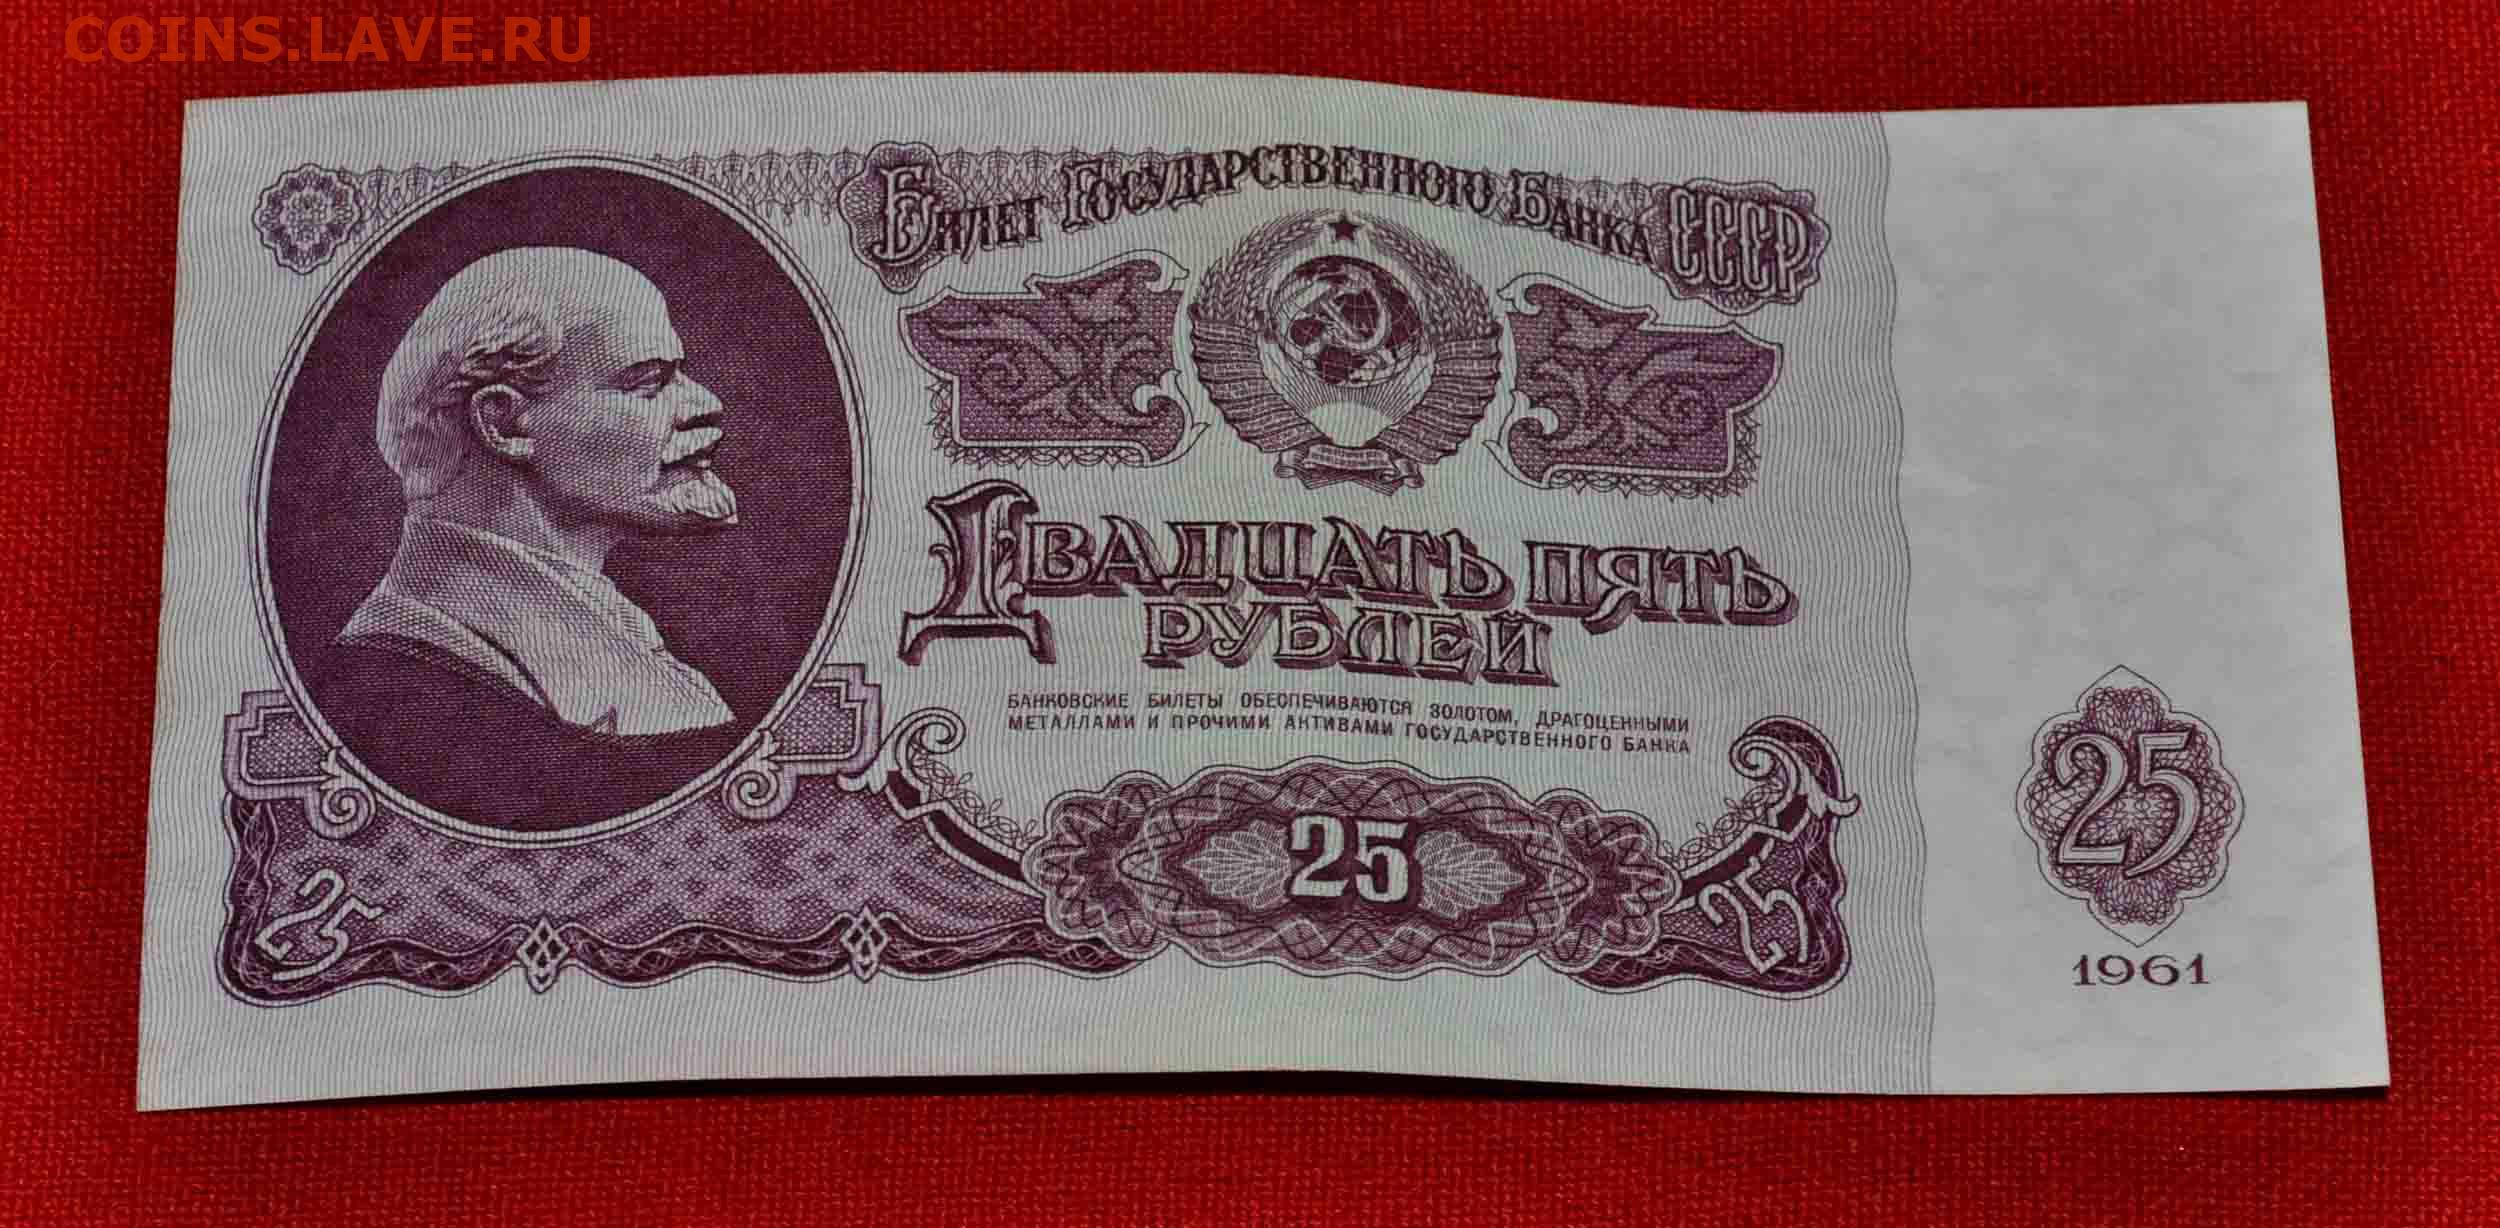 COINS.LAVE.RU
Билет Государственного Банка СССР
Двадцать пять
рублей
БАНКОВСКИЕ БИЛЕТЫ ОБЕСПЕЧИВАЮТСЯ ЗОЛОТОМ, ДРАГОЦЕННЫМИ
МЕТАЛЛАМИ И ПРОЧИМИ АКТИВАМИ ГОСУДАРСТВЕННОГО БАНКА
25
25
25
25
1961